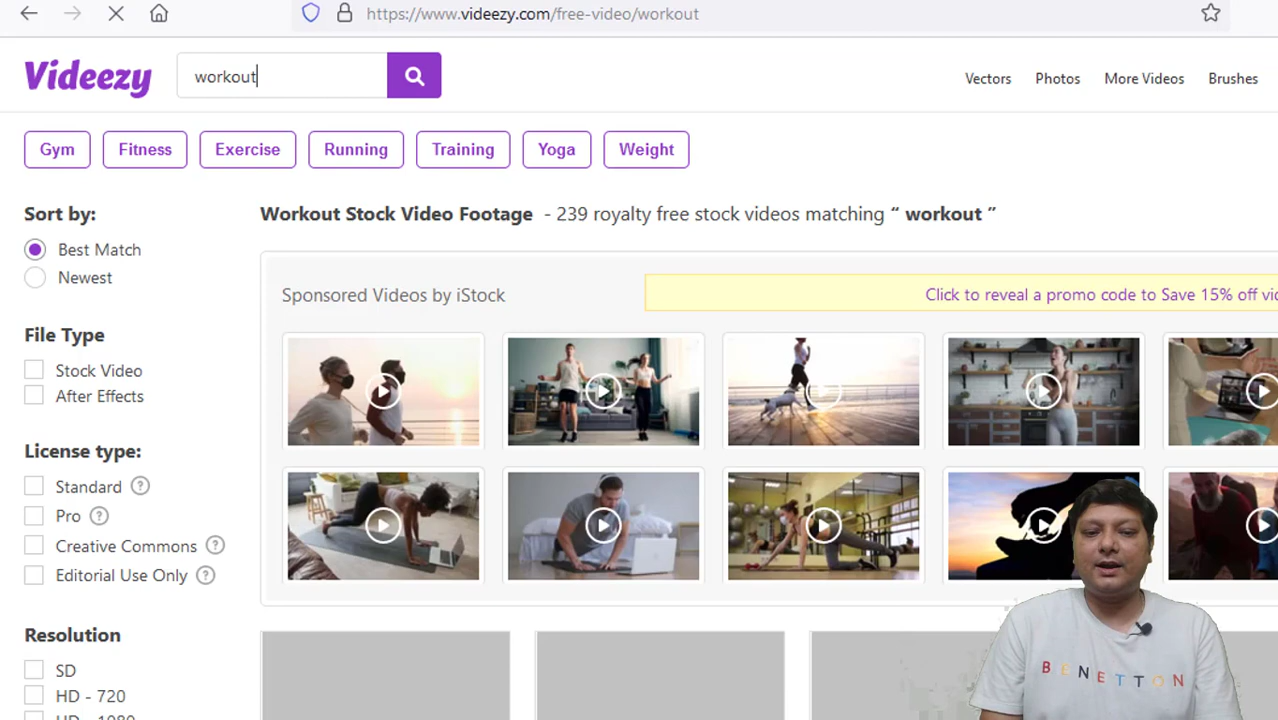 https://www.videezy.com/free-video/workout
Videezy
workout
Vectors Photos More Videos Brushes
Gym Fitness Exercise Running Training Yoga Weight
Sort by:
Best Match
Newest
File Type
Stock Video
After Effects
License type:
Standard ?
Pro ?
Creative Commons ?
Editorial Use Only ?
Resolution
SD
HD - 720
HD - 1080
Workout Stock Video Footage - 239 royalty free stock videos matching “ workout ”
Sponsored Videos by iStock
Click to reveal a promo code to Save 15% off
BENETTON